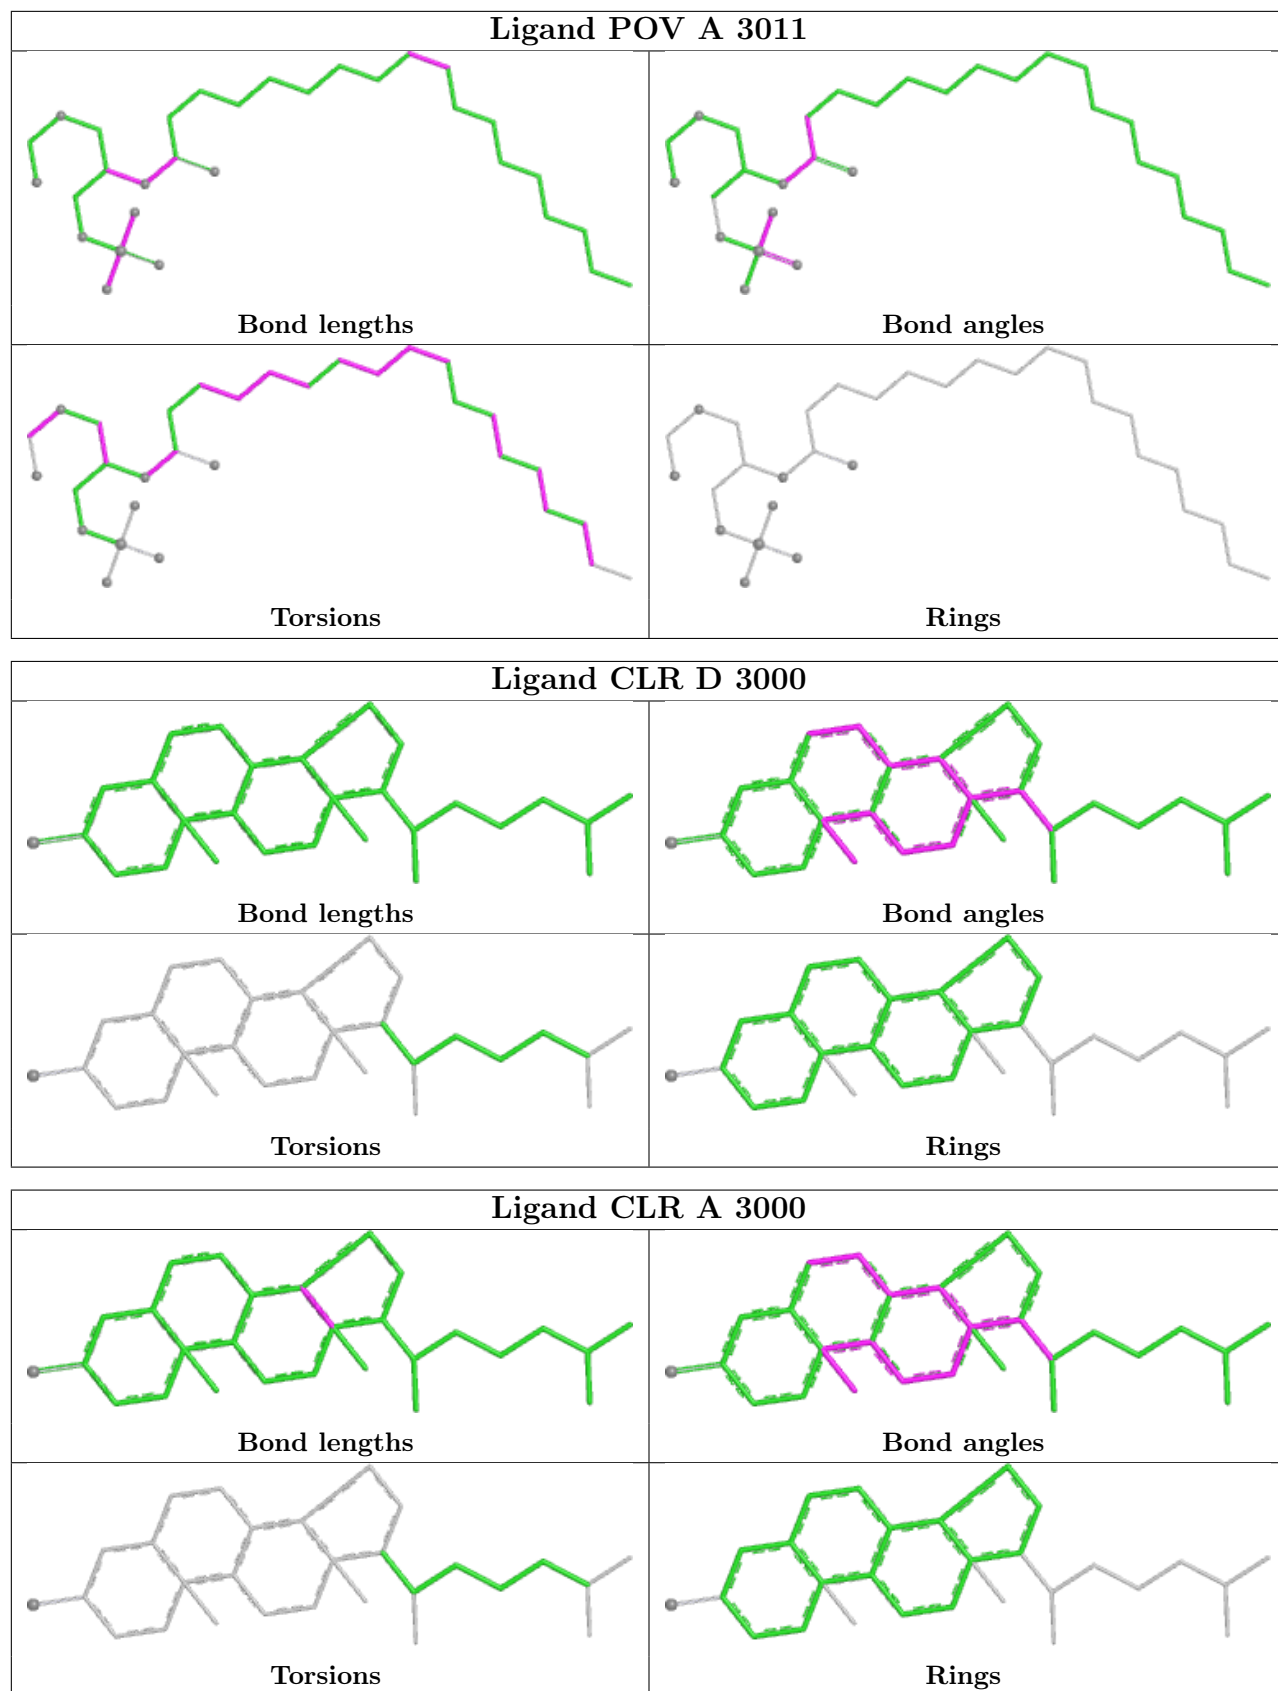 Ligand POV A 3011
Bond lengths
Bond angles
Torsions
Rings
Ligand CLR D 3000
Bond lengths
Bond angles
Torsions
Rings
Ligand CLR A 3000
Bond lengths
Bond angles
Torsions
Rings